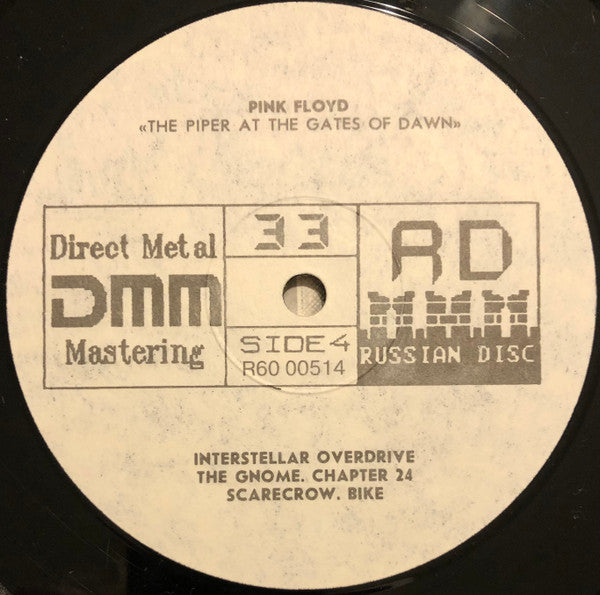 PINK FLOYD
«THE PIPER AT THE GATES OF DAWN»
Direct Metal
DMM
Mastering
33
SIDE 4
R60 00514
RD
RUSSIAN DISC
INTERSTELLAR OVERDRIVE
THE GNOME. CHAPTER 24
SCARECROW. BIKE